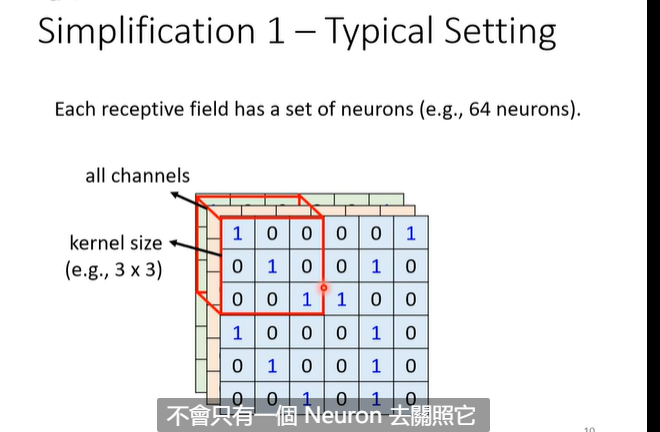 Simplification 1 – Typical Setting
Each receptive field has a set of neurons (e.g., 64 neurons).
all channels
kernel size
(e.g., 3 x 3)
1 0 0 0 0 1
0 1 0 0 1 0
0 0 1 1 0 0
1 0 0 0 1 0
0 1 0 0 1 0
0 0 1 0 1 0
不會只有一個 Neuron 去關照它